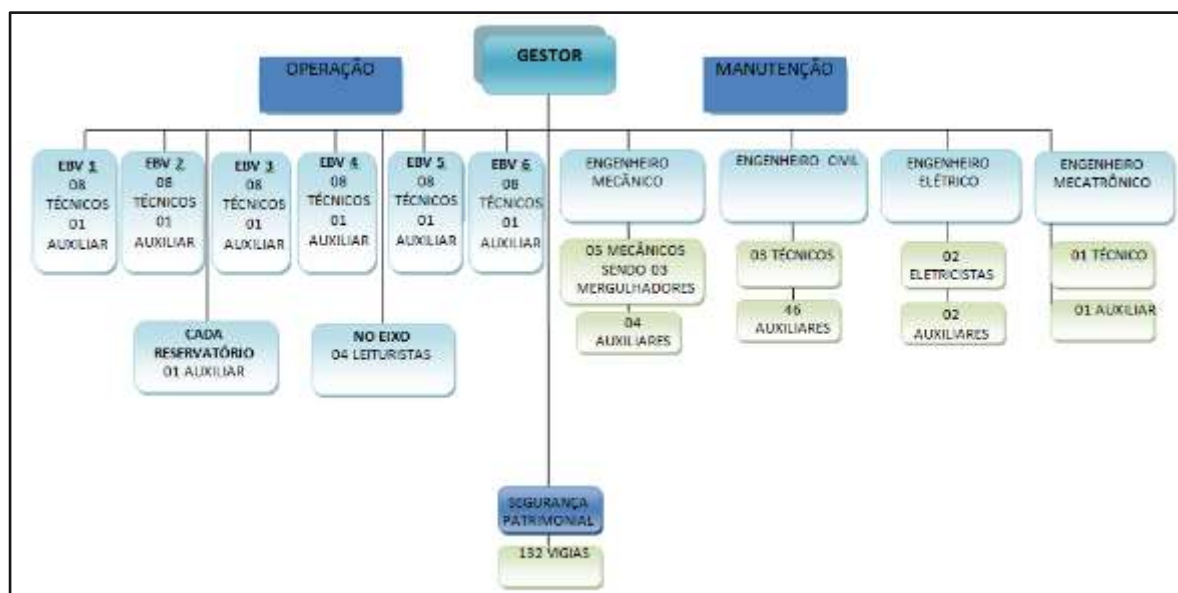 GESTOR
OPERAÇÃO
MANUTENÇÃO
EBV 1
08
TÉCNICOS
01
AUXILIAR
EBV 2
08
TÉCNICOS
01
AUXILIAR
EBV 3
08
TÉCNICOS
01
AUXILIAR
EBV 4
08
TÉCNICOS
01
AUXILIAR
EBV 5
08
TÉCNICOS
01
AUXILIAR
EBV 6
08
TÉCNICOS
01
AUXILIAR
ENGENHEIRO
MECÂNICO
ENGENHEIRO CIVIL
ENGENHEIRO
ELÉTRICO
ENGENHEIRO
MECATRÔNICO
05 MECÂNICOS
SENDO 03
MERGULHADORES
04
AUXILIARES
03 TÉCNICOS
46
AUXILIARES
02
ELETRICISTAS
02
AUXILIARES
01 TÉCNICO
01 AUXILIAR
CADA
RESERVATÓRIO
01 AUXILIAR
NO EIXO
04 LEITURISTAS
SEGURANÇA
PATRIMONIAL
132 VIGIAS